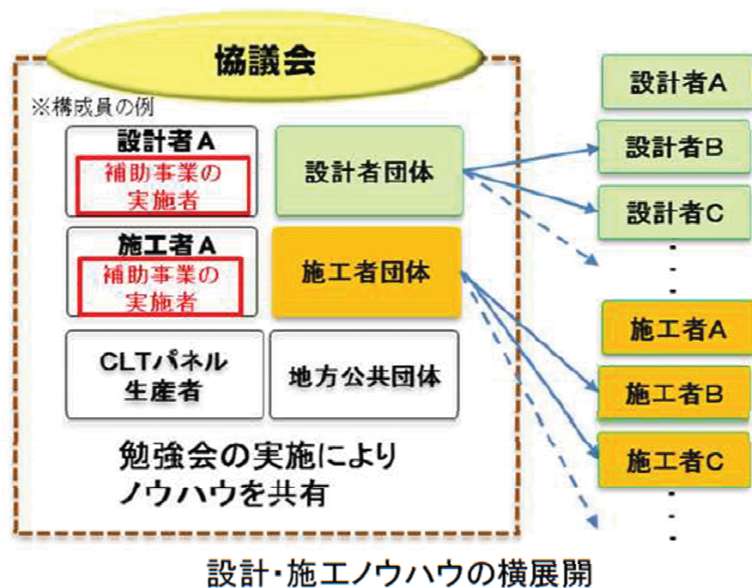 協議会
※構成員の例
設計者A
補助事業の
実施者
設計者団体
施工者A
補助事業の
実施者
施工者団体
CLTパネル
生産者
地方公共団体
勉強会の実施により
ノウハウを共有
設計者A
設計者B
設計者C
施工者A
施工者B
施工者C
設計・施工ノウハウの横展開